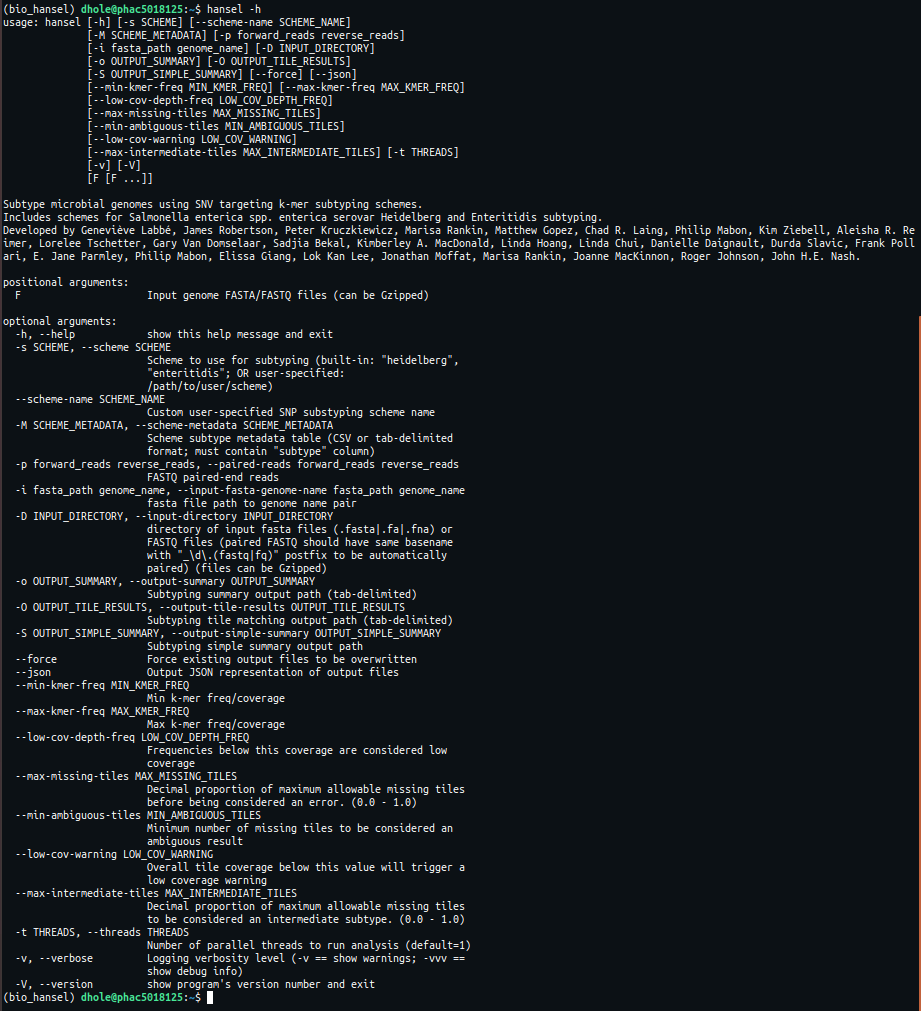 (bio_hansel) dhole@phac5018125:~$ hansel -h
usage: hansel [-h] [-s SCHEME] [--scheme-name SCHEME_NAME]
              [-M SCHEME_METADATA] [-p forward_reads reverse_reads]
              [-i fasta_path genome_name] [-D INPUT_DIRECTORY]
              [-o OUTPUT_SUMMARY] [-O OUTPUT_TILE_RESULTS]
              [-S OUTPUT_SIMPLE_SUMMARY] [--force] [--json]
              [--min-kmer-freq MIN_KMER_FREQ] [--max-kmer-freq MAX_KMER_FREQ]
              [--low-cov-depth-freq LOW_COV_DEPTH_FREQ]
              [--max-missing-tiles MAX_MISSING_TILES]
              [--min-ambiguous-tiles MIN_AMBIGUOUS_TILES]
              [--low-cov-warning LOW_COV_WARNING]
              [--max-intermediate-tiles MAX_INTERMEDIATE_TILES] [-t THREADS]
              [-v] [-V]
              [F [F ...]]

Subtype microbial genomes using SNV targeting k-mer subtyping schemes.
Includes schemes for Salmonella enterica spp. enterica serovar Heidelberg and Enteritidis subtyping.
Developed by Geneviève Labbé, James Robertson, Peter Kruczkiewicz, Marisa Rankin, Matthew Gopez, Chad R. Laing, Philip Mabon, Kim Ziebell, Aleisha R. Re
imer, Lorelee Tschetter, Gary Van Domselaar, Sadjia Bekal, Kimberley A. MacDonald, Linda Hoang, Linda Chui, Danielle Daignault, Durda Slavic, Frank Poll
ari, E. Jane Parmley, Philip Mabon, Elissa Giang, Lok Kan Lee, Jonathan Moffat, Marisa Rankin, Joanne MacKinnon, Roger Johnson, John H.E. Nash.

positional arguments:
  F                     Input genome FASTA/FASTQ files (can be Gzipped)

optional arguments:
  -h, --help            show this help message and exit
  -s SCHEME, --scheme SCHEME
                        Scheme to use for subtyping (built-in: "heidelberg",
                        "enteritidis"; OR user-specified:
                        /path/to/user/scheme)
  --scheme-name SCHEME_NAME
                        Custom user-specified SNP substyping scheme name
  -M SCHEME_METADATA, --scheme-metadata SCHEME_METADATA
                        Scheme subtype metadata table (CSV or tab-delimited
                        format; must contain "subtype" column)
  -p forward_reads reverse_reads, --paired-reads forward_reads reverse_reads
                        FASTQ paired-end reads
  -i fasta_path genome_name, --input-fasta-genome-name fasta_path genome_name
                        fasta file path to genome name pair
  -D INPUT_DIRECTORY, --input-directory INPUT_DIRECTORY
                        directory of input fasta files (.fasta|.fa|.fna) or
                        FASTQ files (paired FASTQ should have same basename
                        with "_\d\.(fastq|fq)" postfix to be automatically
                        paired) (files can be Gzipped)
  -o OUTPUT_SUMMARY, --output-summary OUTPUT_SUMMARY
                        Subtyping summary output path (tab-delimited)
  -O OUTPUT_TILE_RESULTS, --output-tile-results OUTPUT_TILE_RESULTS
                        Subtyping tile matching output path (tab-delimited)
  -S OUTPUT_SIMPLE_SUMMARY, --output-simple-summary OUTPUT_SIMPLE_SUMMARY
                        Subtyping simple summary output path
  --force               Force existing output files to be overwritten
  --json                Output JSON representation of output files
  --min-kmer-freq MIN_KMER_FREQ
                        Min k-mer freq/coverage
  --max-kmer-freq MAX_KMER_FREQ
                        Max k-mer freq/coverage
  --low-cov-depth-freq LOW_COV_DEPTH_FREQ
                        Frequencies below this coverage are considered low
                        coverage
  --max-missing-tiles MAX_MISSING_TILES
                        Decimal proportion of maximum allowable missing tiles
                        before being considered an error. (0.0 - 1.0)
  --min-ambiguous-tiles MIN_AMBIGUOUS_TILES
                        Minimum number of missing tiles to be considered an
                        ambiguous result
  --low-cov-warning LOW_COV_WARNING
                        Overall tile coverage below this value will trigger a
                        low coverage warning
  --max-intermediate-tiles MAX_INTERMEDIATE_TILES
                        Decimal proportion of maximum allowable missing tiles
                        to be considered an intermediate subtype. (0.0 - 1.0)
  -t THREADS, --threads THREADS
                        Number of parallel threads to run analysis (default=1)
  -v, --verbose         Logging verbosity level (-v == show warnings; -vvv ==
                        show debug info)
  -V, --version         show program's version number and exit
(bio_hansel) dhole@phac5018125:~$